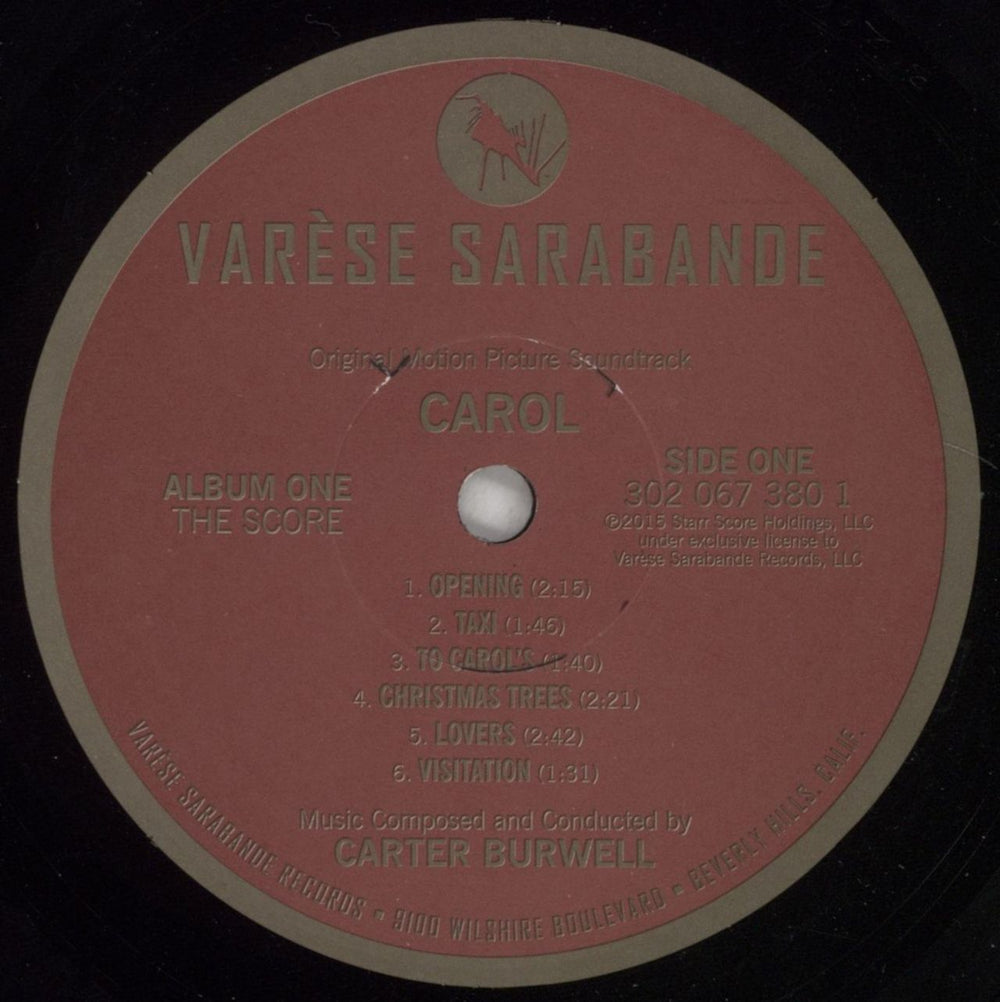 VARÈSE SARABANDE
Original Motion Picture Soundtrack
CAROL
ALBUM ONE
THE SCORE
SIDE ONE
302 067 380 1
℗2015 Starr Score Holdings, LLC
under exclusive license to
Varèse Sarabande Records, LLC
1. OPENING (2:15)
2. TAXI (1:46)
3. TO CAROL'S (1:40)
4. CHRISTMAS TREES (2:21)
5. LOVERS (2:42)
6. VISITATION (1:31)
Music Composed and Conducted by
CARTER BURWELL
VARÈSE SARABANDE RECORDS • 9100 WILSHIRE BOULEVARD • BEVERLY HILLS, CALIF.